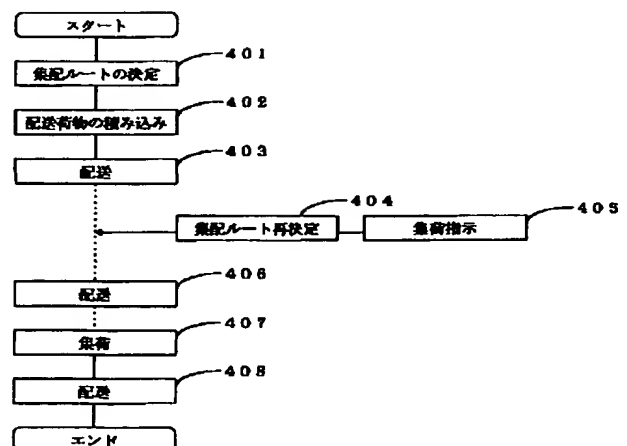 スタート
401
集配ルートの決定
402
配送荷物の積み込み
403
配送
404
405
集配ルート再決定
集荷指示
406
配送
407
集荷
408
配送
エンド